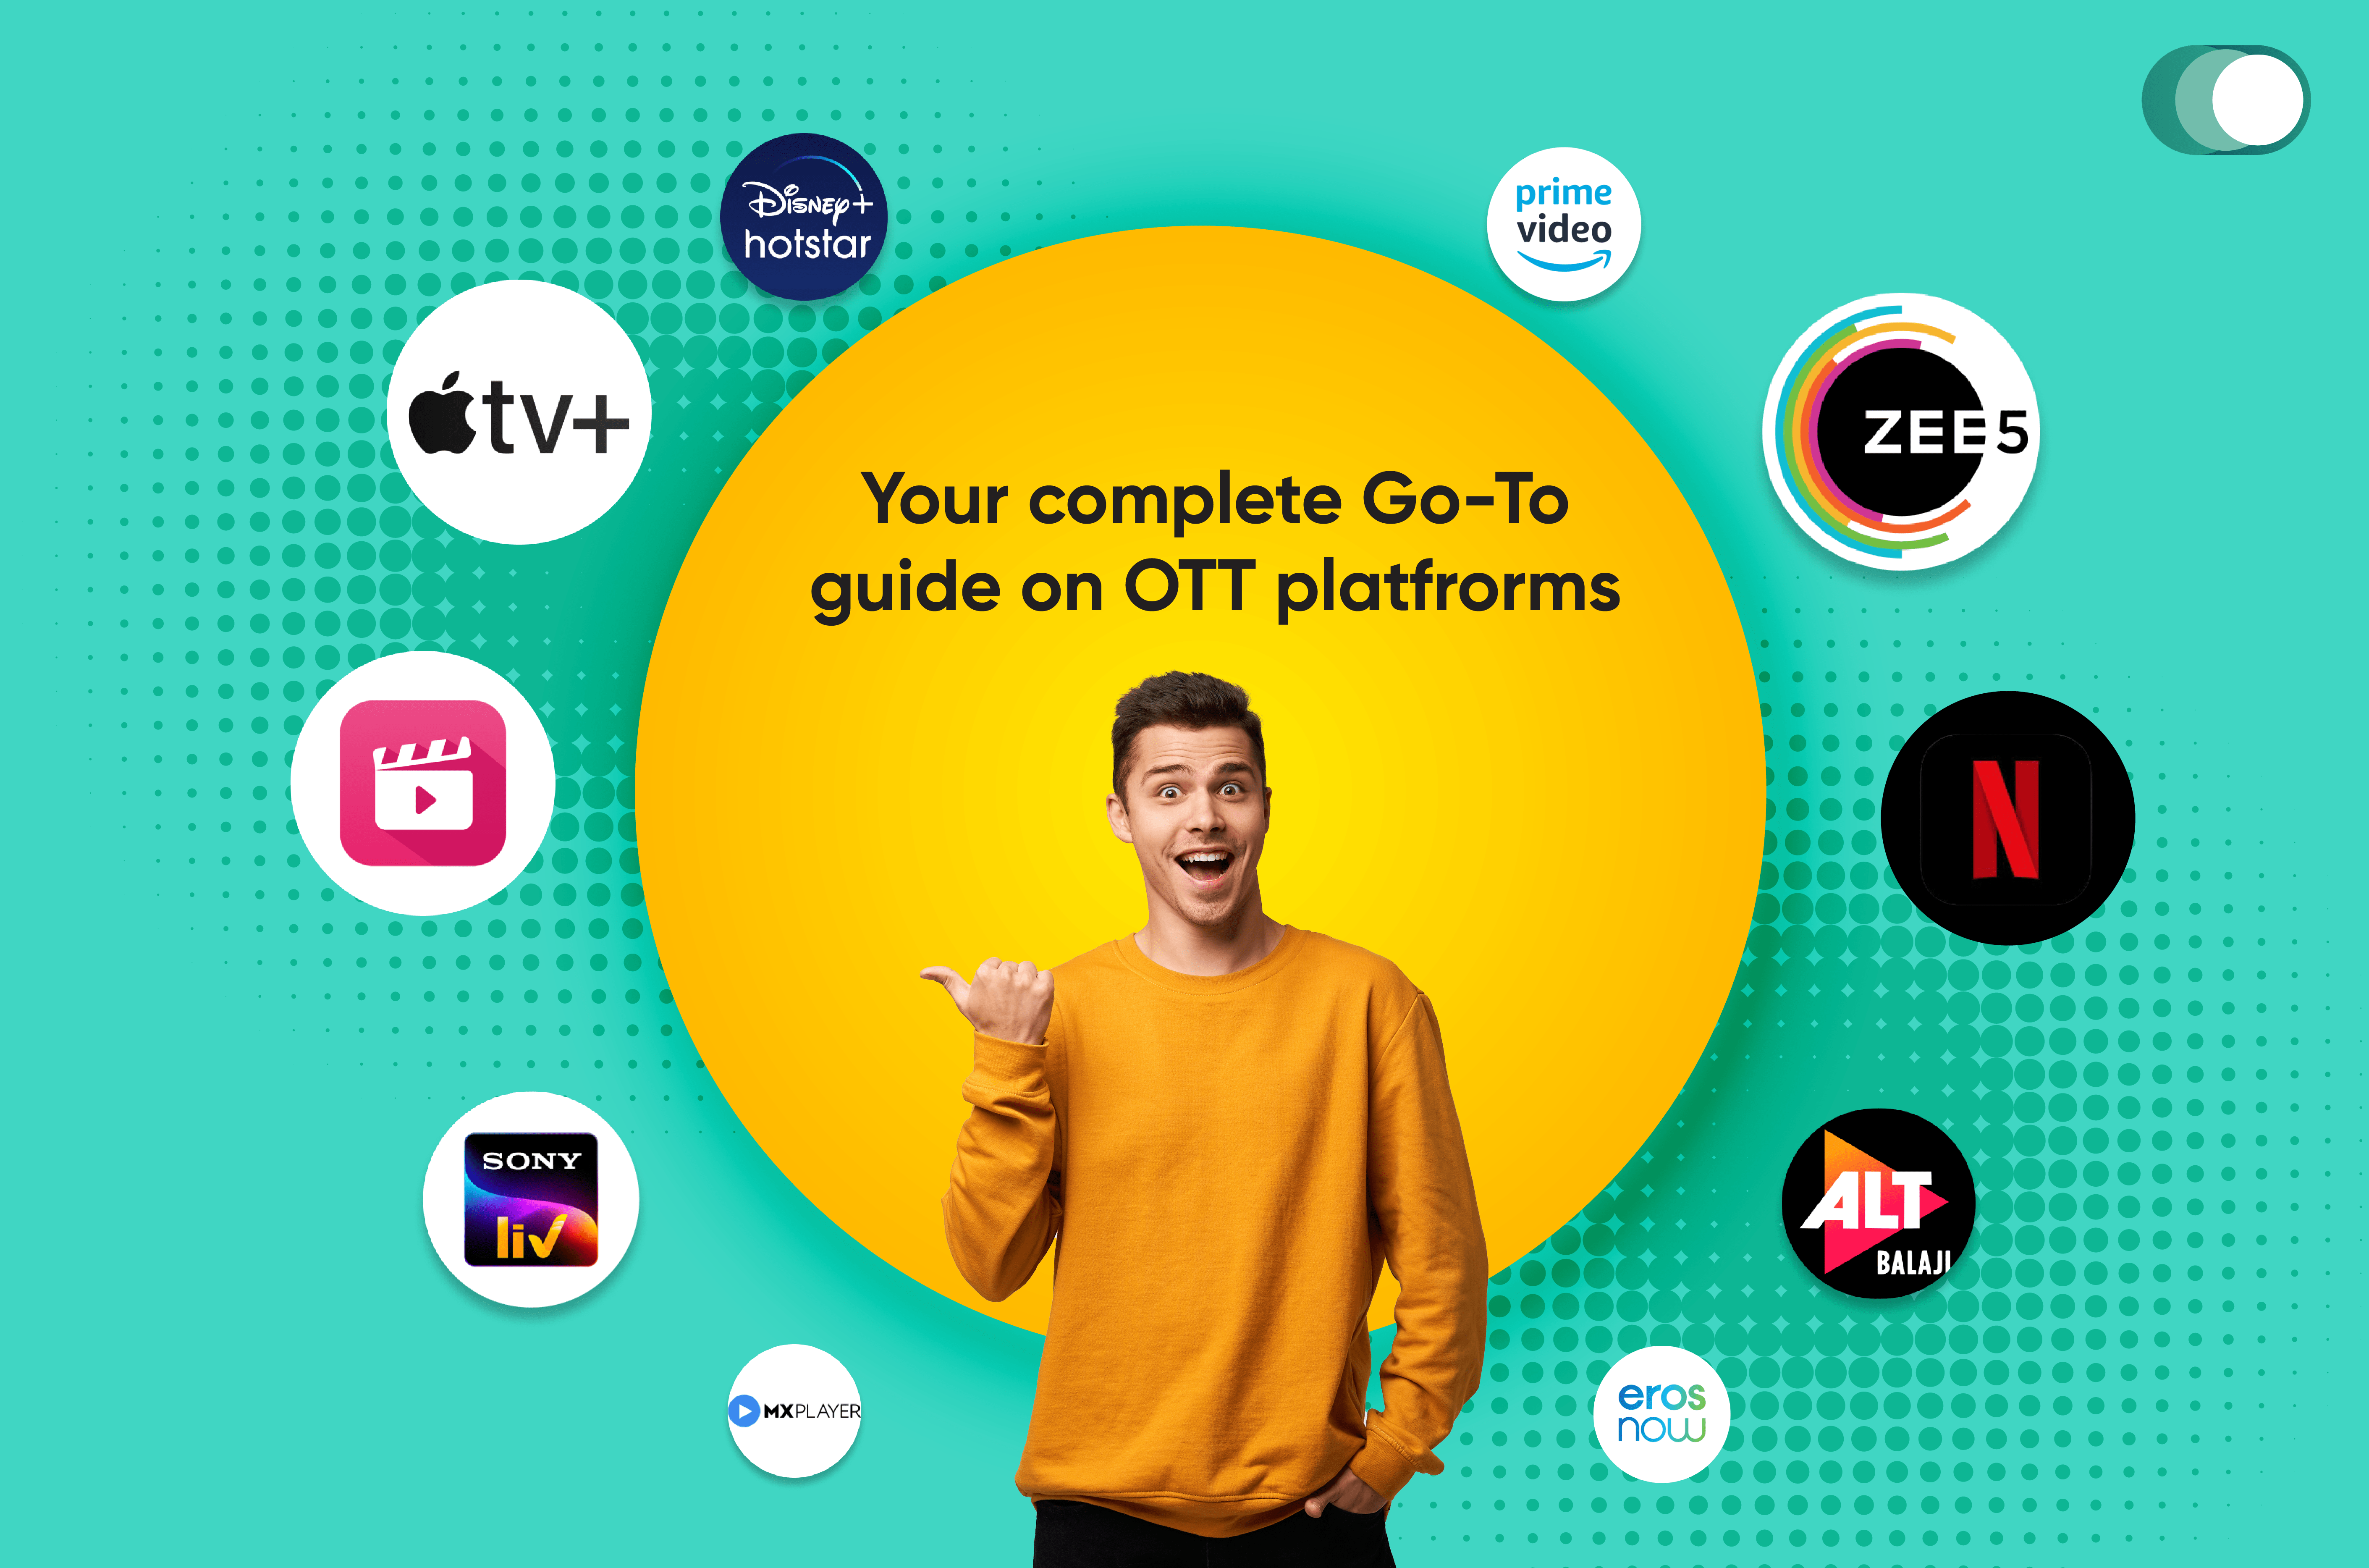 Disney+
hotstar
prime
video
tv+
ZEE5
Your complete Go-To
guide on OTT platfrorms
N
SONY
liv
ALT
BALAJI
MXPLAYER
eros
now